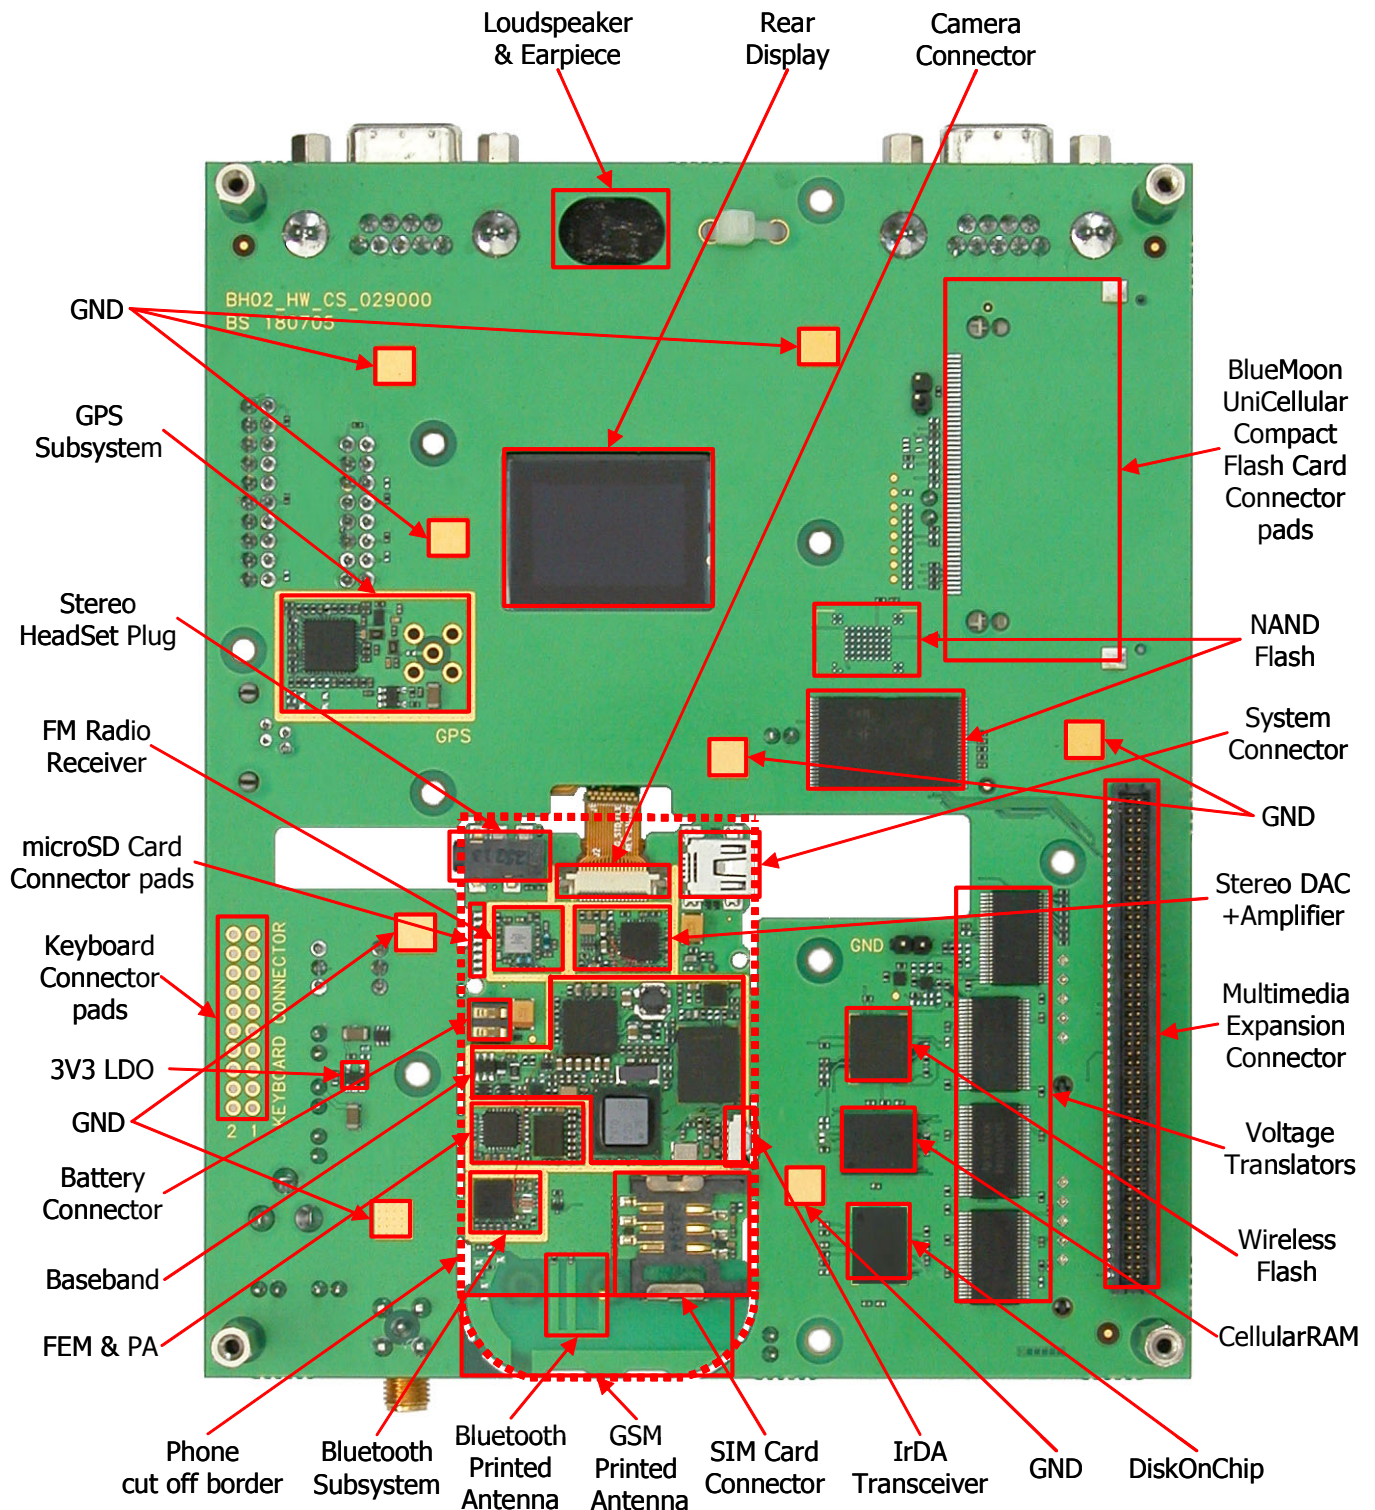 Loudspeaker
& Earpiece
Rear
Display
Camera
Connector
BH02_HW_CS_029000
BS 180705
GND
GPS
Subsystem
BlueMoon
UniCellular
Compact
Flash Card
Connector
pads
Stereo
HeadSet Plug
NAND
Flash
GPS
FM Radio
Receiver
System
Connector
GND
microSD Card
Connector pads
Stereo DAC
+Amplifier
GND
Keyboard
Connector
pads
KEYBOARD CONNECTOR
2 1
Multimedia
Expansion
Connector
3V3 LDO
GND
Voltage
Translators
Battery
Connector
Wireless
Flash
Baseband
FEM & PA
CellularRAM
Phone
cut off border
Bluetooth
Subsystem
Bluetooth
Printed
Antenna
GSM
Printed
Antenna
SIM Card
Connector
IrDA
Transceiver
GND
DiskOnChip